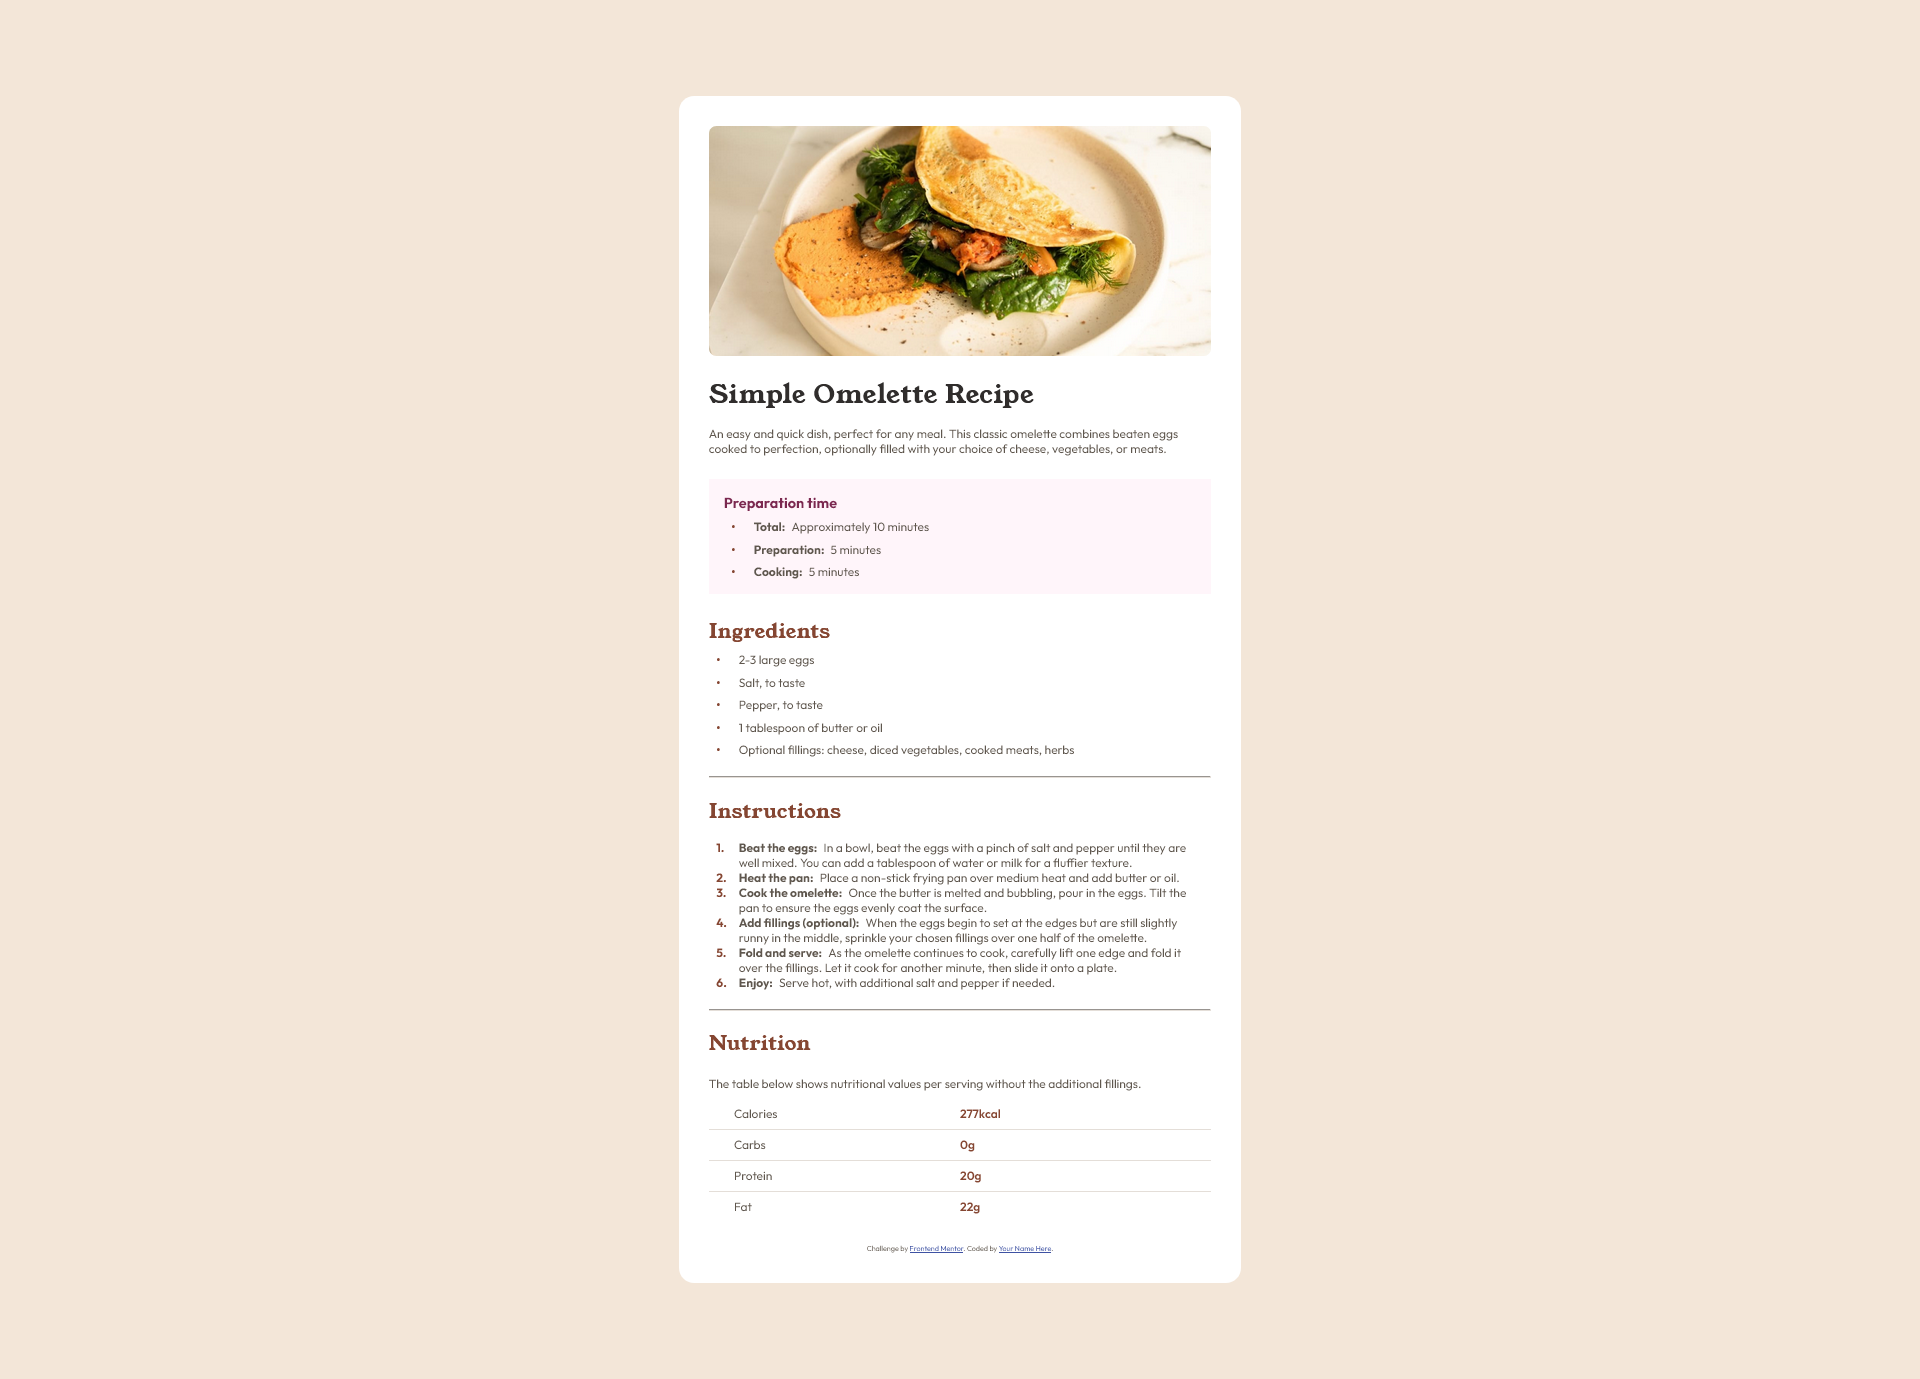 Simple Omelette Recipe
An easy and quick dish, perfect for any meal. This classic omelette combines beaten eggs
cooked to perfection, optionally filled with your choice of cheese, vegetables, or meats.
Preparation time
• Total: Approximately 10 minutes
• Preparation: 5 minutes
• Cooking: 5 minutes
Ingredients
• 2-3 large eggs
• Salt, to taste
• Pepper, to taste
• 1 tablespoon of butter or oil
• Optional fillings: cheese, diced vegetables, cooked meats, herbs
Instructions
1. Beat the eggs: In a bowl, beat the eggs with a pinch of salt and pepper until they are
well mixed. You can add a tablespoon of water or milk for a fluffier texture.
2. Heat the pan: Place a non-stick frying pan over medium heat and add butter or oil.
3. Cook the omelette: Once the butter is melted and bubbling, pour in the eggs. Tilt the
pan to ensure the eggs evenly coat the surface.
4. Add fillings (optional): When the eggs begin to set at the edges but are still slightly
runny in the middle, sprinkle your chosen fillings over one half of the omelette.
5. Fold and serve: As the omelette continues to cook, carefully lift one edge and fold it
over the fillings. Let it cook for another minute, then slide it onto a plate.
6. Enjoy: Serve hot, with additional salt and pepper if needed.
Nutrition
The table below shows nutritional values per serving without the additional fillings.
Calories 277kcal
Carbs 0g
Protein 20g
Fat 22g
Challenge by Frontend Mentor. Coded by Your Name Here.